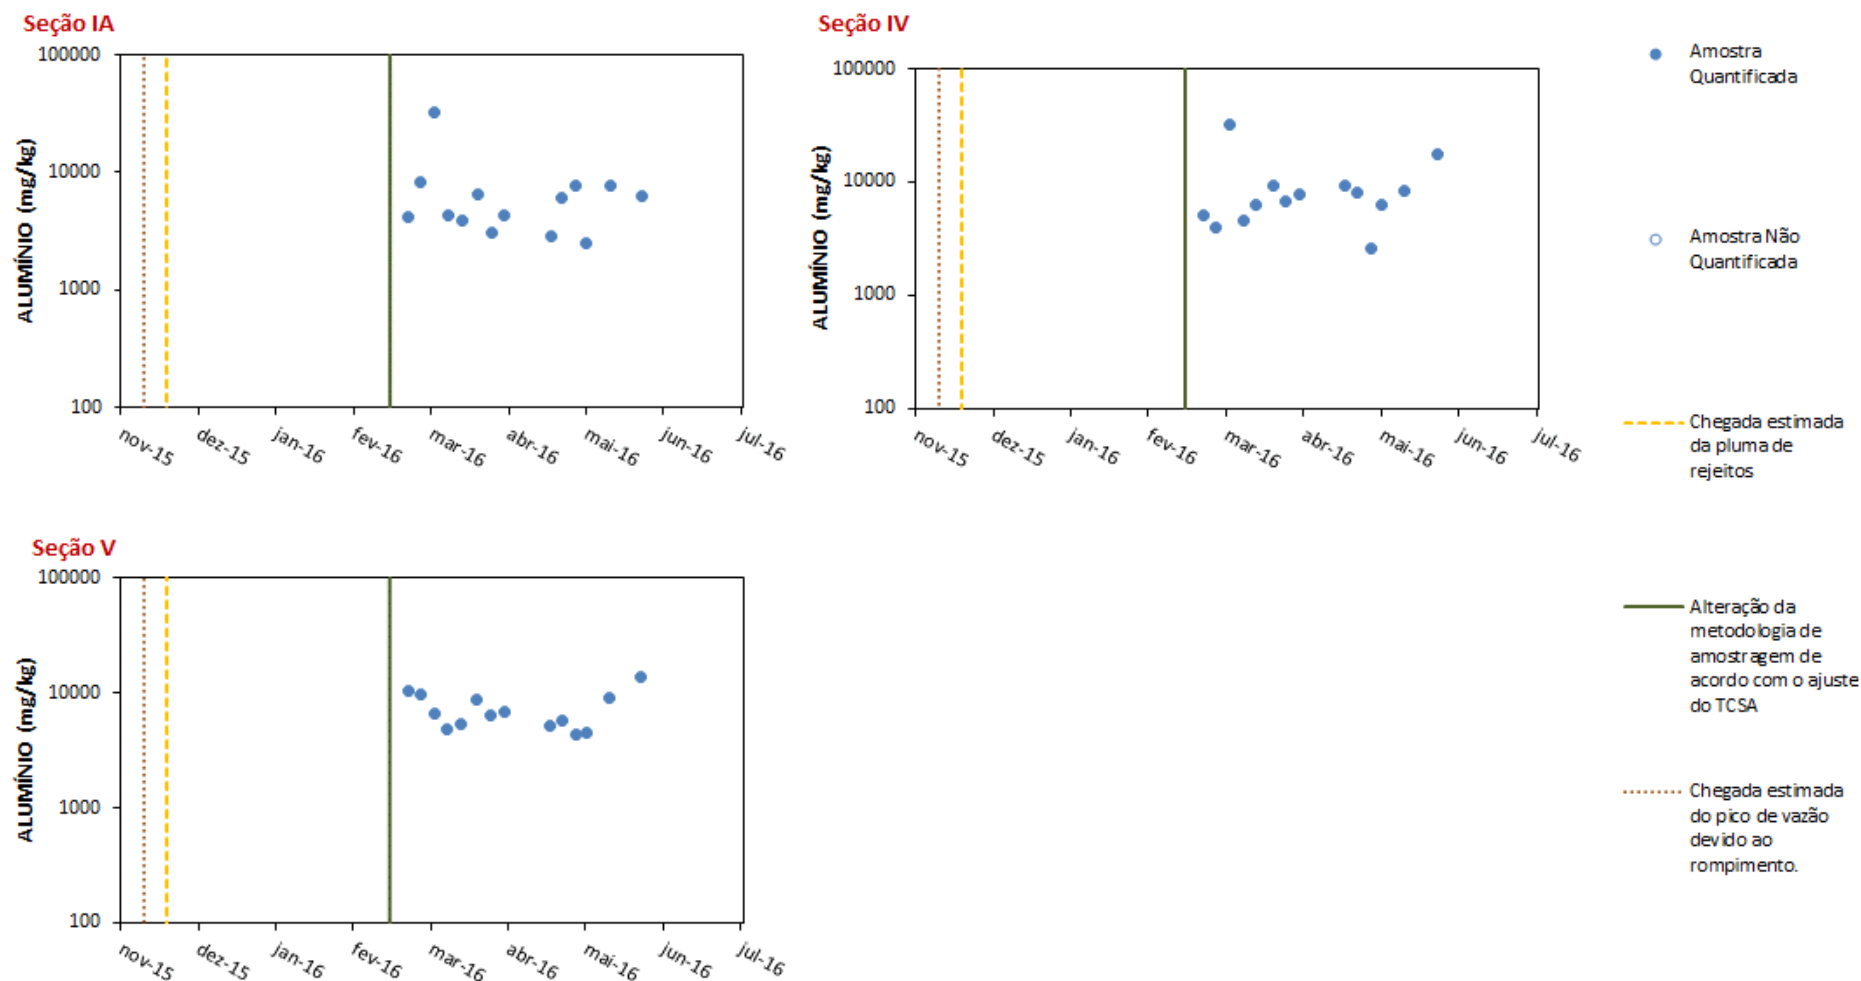 Seção IA
ALUMÍNIO (mg/kg)
100000
10000
1000
100
nov-15
dez-15
jan-16
fev-16
mar-16
abr-16
mai-16
jun-16
jul-16
Seção IV
ALUMÍNIO (mg/kg)
100000
10000
1000
100
nov-15
dez-15
jan-16
fev-16
mar-16
abr-16
mai-16
jun-16
jul-16
Seção V
ALUMÍNIO (mg/kg)
100000
10000
1000
100
nov-15
dez-15
jan-16
fev-16
mar-16
abr-16
mai-16
jun-16
jul-16
Amostra
Quantificada
Amostra Não
Quantificada
Chegada estimada
da pluma de
rejeitos
Alteração da
metodologia de
amostragem de
acordo com o ajuste
do TCSA
Chegada estimada
do pico de vazão
devido ao
rompimento.